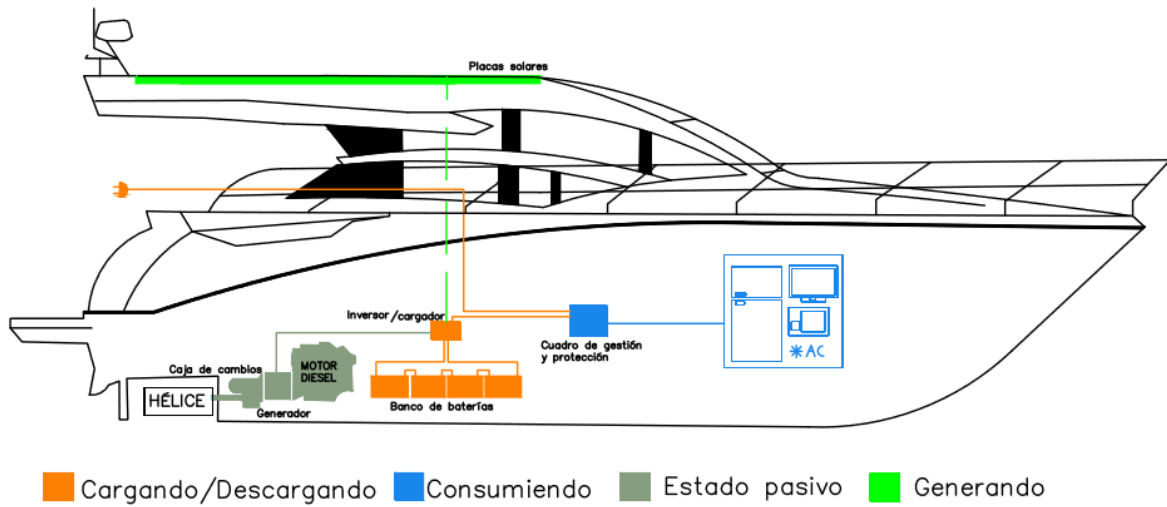 Placas solares
Inversor/cargador
Cuadro de gestión
y protección
*AC
Caja de cambios
MOTOR
DIESEL
HÉLICE
Generador
Banco de baterías
Cargando/Descargando
Consumiendo
Estado pasivo
Generando